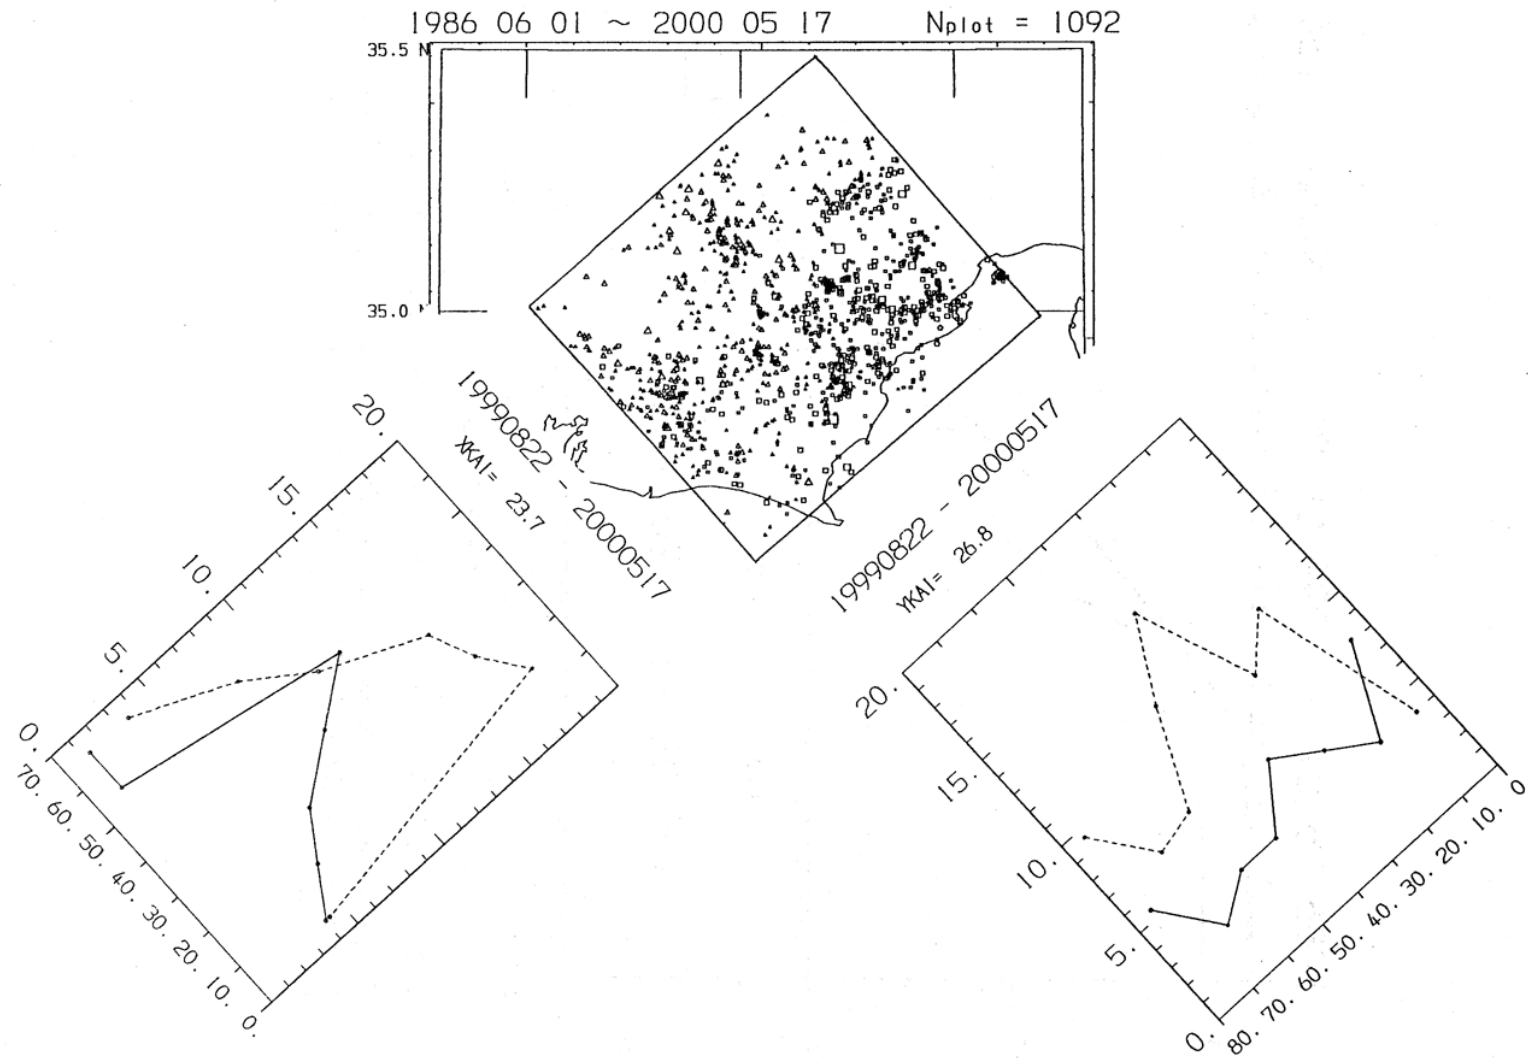 1986 06 01 ~ 2000 05 17 Nplot = 1092
35.5 N
35.0 N
19990822 - 20000517
XKAI= 23.7
20.
15.
10.
5.
0.
70. 60. 50. 40. 30. 20. 10. 0.
19990822 - 20000517
YKAI= 26.8
20.
15.
10.
5.
0.
80. 70. 60. 50. 40. 30. 20. 10. 0